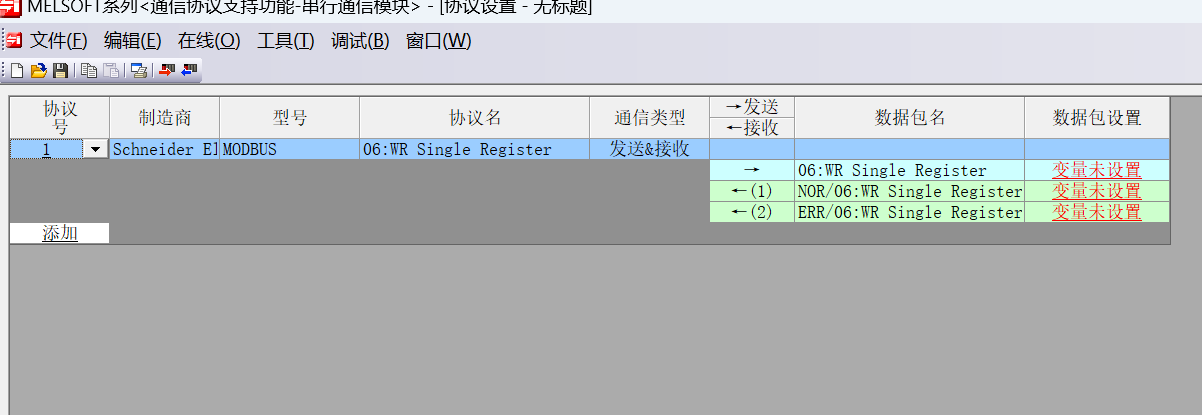 MELSOFT系列<通信协议支持功能-串行通信模块> - [协议设置 - 无标题]
文件(F) 编辑(E) 在线(O) 工具(T) 调试(B) 窗口(W)
协议号 制造商 型号 协议名 通信类型 →发送 ←接收 数据包名 数据包设置
1 Schneider El MODBUS 06:WR Single Register 发送&接收
→ 06:WR Single Register 变量未设置
←(1) NOR/06:WR Single Register 变量未设置
←(2) ERR/06:WR Single Register 变量未设置
添加